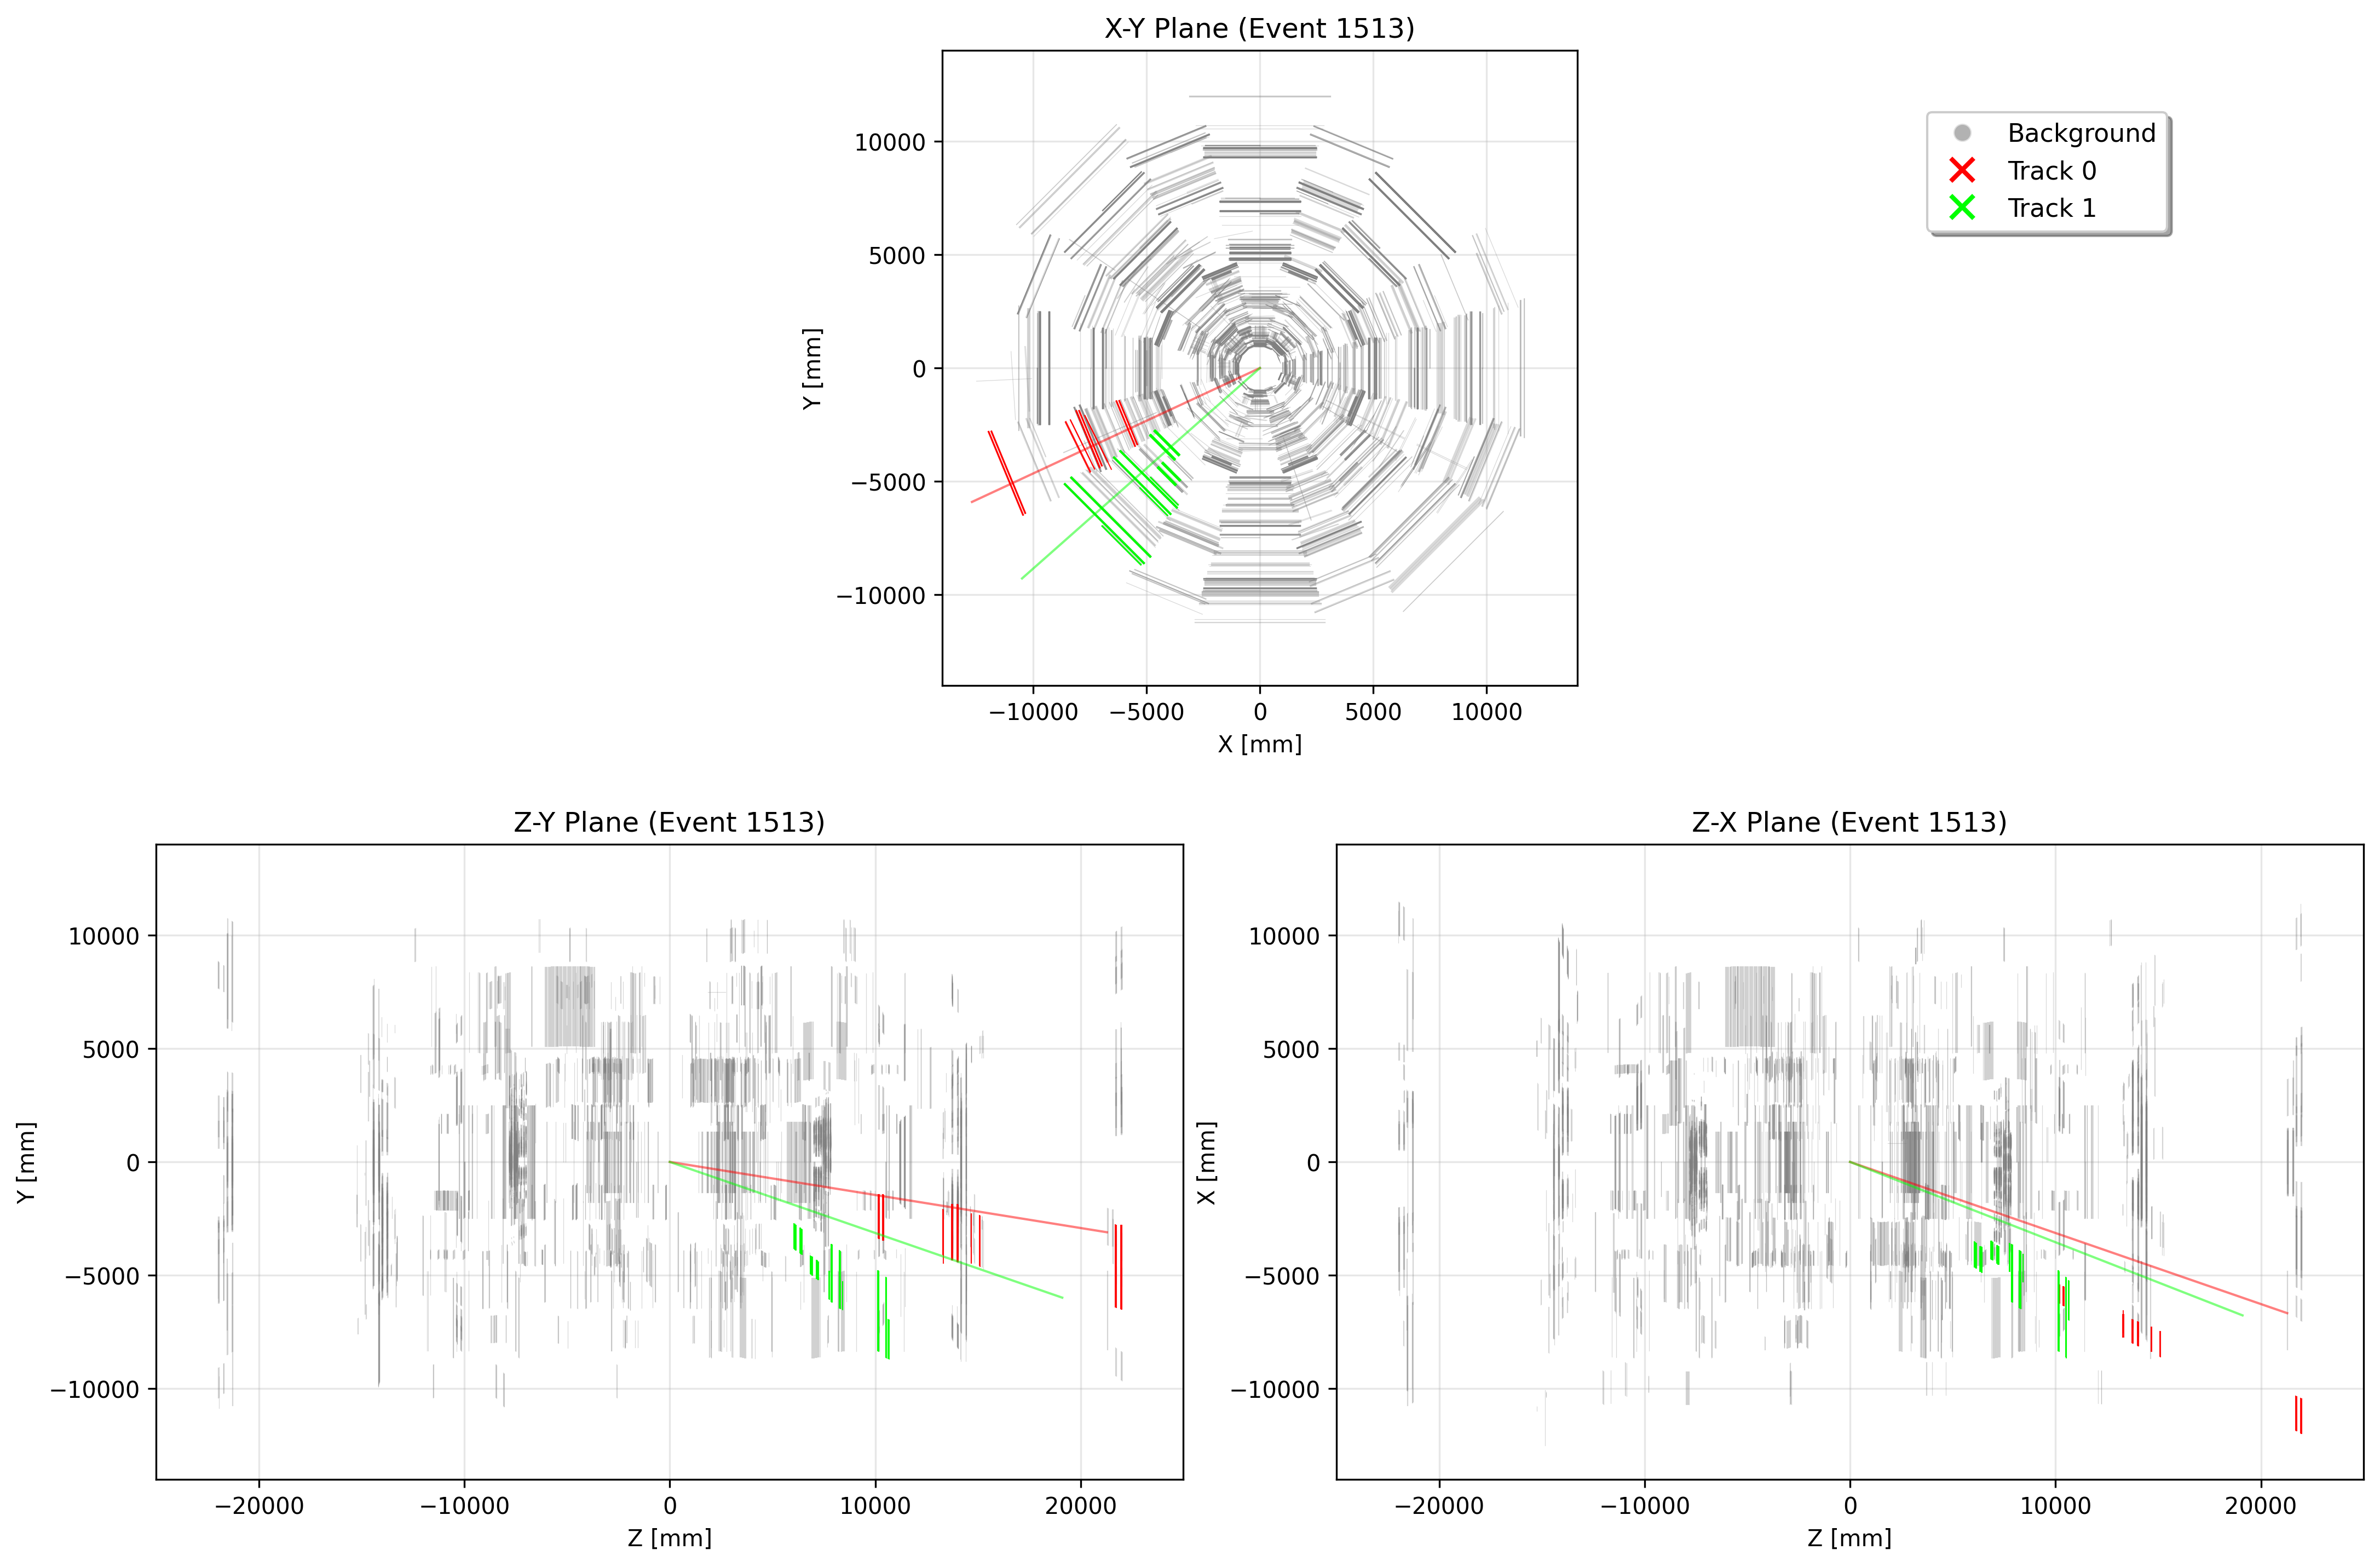 X-Y Plane (Event 1513)
10000
5000
0
−5000
−10000
Y [mm]
−10000 −5000 0 5000 10000
X [mm]
Background
Track 0
Track 1
Z-Y Plane (Event 1513)
10000
5000
0
−5000
−10000
Y [mm]
−20000 −10000 0 10000 20000
Z [mm]
Z-X Plane (Event 1513)
10000
5000
0
−5000
−10000
X [mm]
−20000 −10000 0 10000 20000
Z [mm]